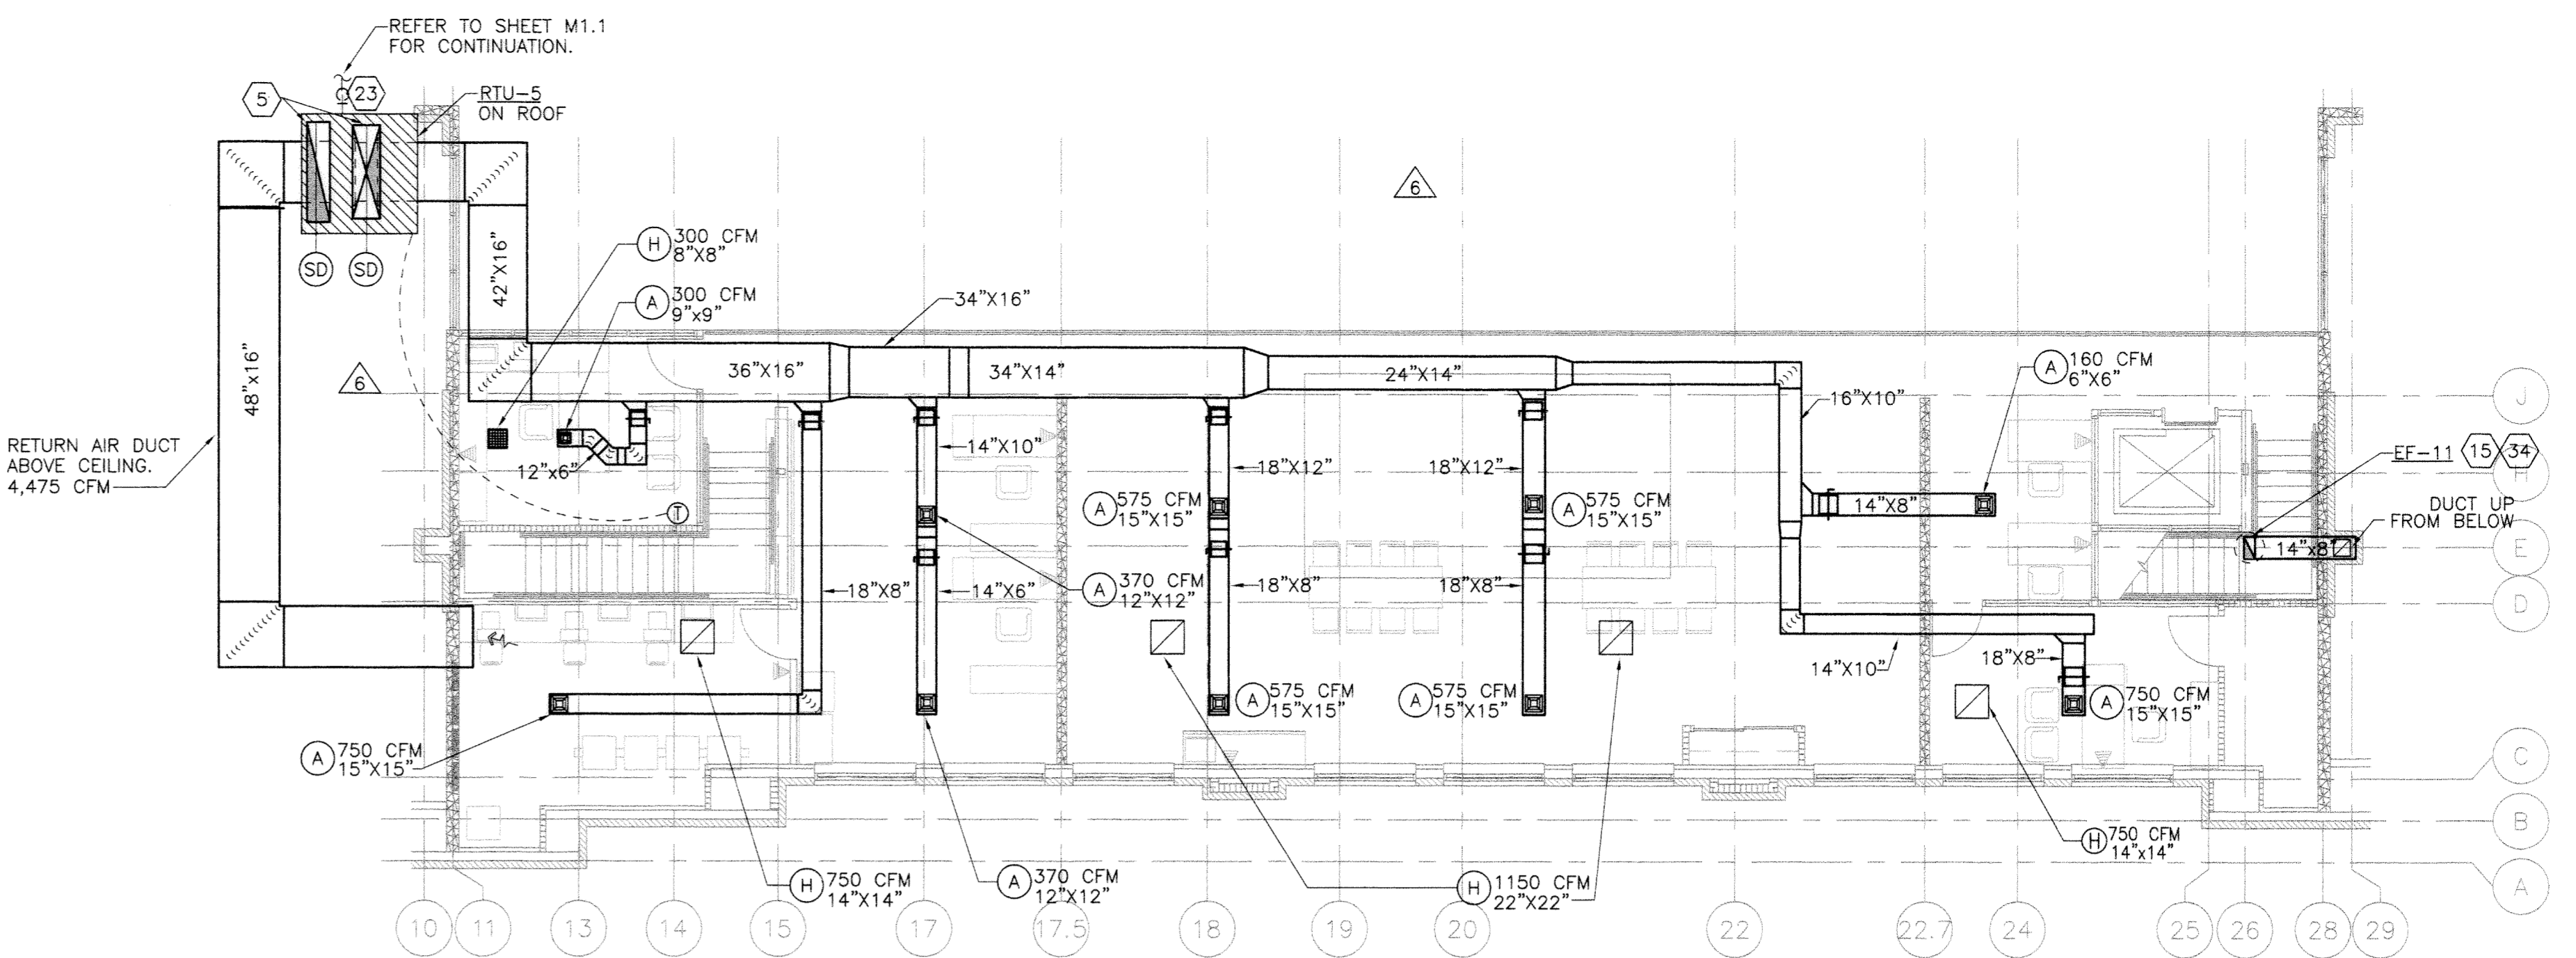 REFER TO SHEET M1.1
FOR CONTINUATION.
5
23
RTU-5
ON ROOF
SD
SD
6
H
300 CFM
8"X8"
A
300 CFM
9"x9"
42"X16"
34"X16"
48"x16"
6
36"X16"
34"X14"
24"X14"
A
160 CFM
6"X6"
16"X10"
J
RETURN AIR DUCT
ABOVE CEILING.
4,475 CFM
12"x6"
14"X10"
18"X12"
18"X12"
EF-11
15
34
H
A
575 CFM
15"X15"
A
575 CFM
15"X15"
14"X8"
DUCT UP
FROM BELOW
T
14"x8"
E
18"X8"
14"X6"
A
370 CFM
12"X12"
18"X8"
18"X8"
D
14"X10"
18"X8"
A
575 CFM
15"X15"
A
575 CFM
15"X15"
A
750 CFM
15"X15"
A
750 CFM
15"X15"
C
B
H
750 CFM
14"x14"
H
750 CFM
14"X14"
A
370 CFM
12"X12"
H
1150 CFM
22"X22"
A
10
11
13
14
15
17
17.5
18
19
20
22
22.7
24
25
26
28
29